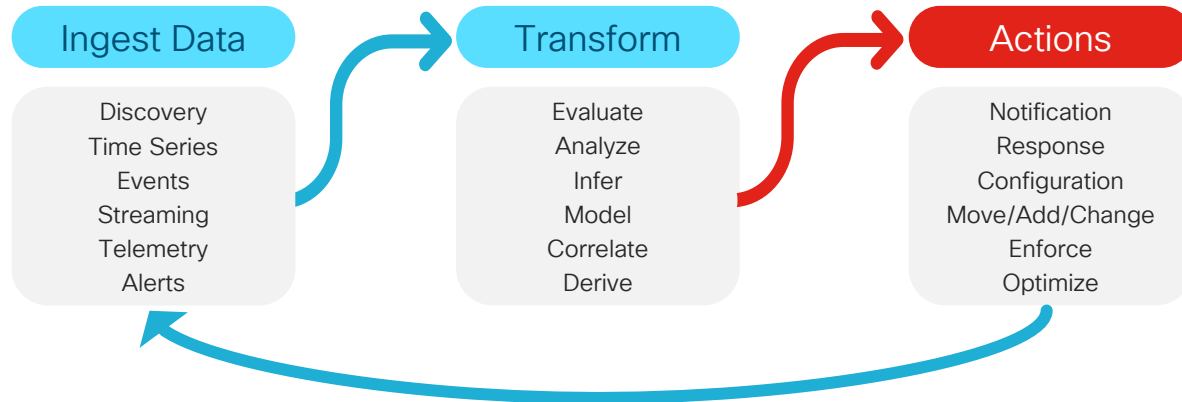 Ingest Data
Discovery
Time Series
Events
Streaming
Telemetry
Alerts
Transform
Evaluate
Analyze
Infer
Model
Correlate
Derive
Actions
Notification
Response
Configuration
Move/Add/Change
Enforce
Optimize